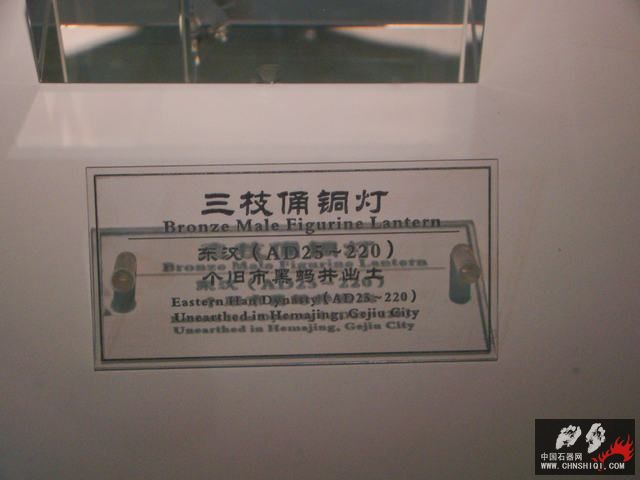 三枝俑铜灯
Bronze Male Figurine Lantern
东汉（AD25～220）
个旧市黑蚂井出土
Eastern Han Dynasty（AD25～220）
Unearthed in Hemajing, Gejiu City
中国石器网
WWW.CHNSHIQI.COM